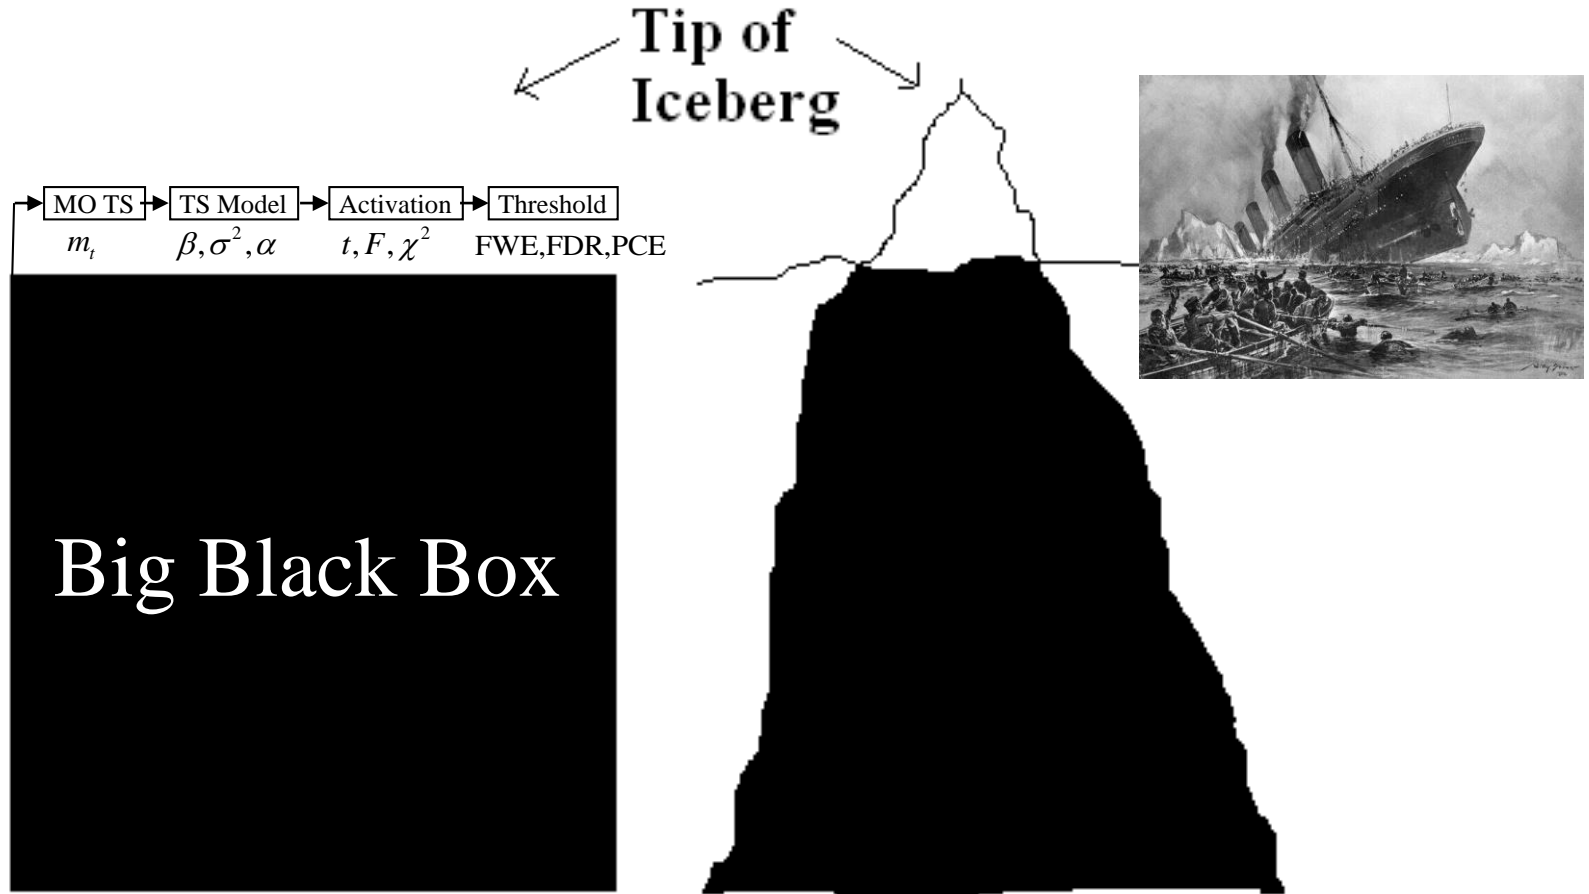 Tip of
Iceberg
MO TS TS Model Activation Threshold
m_t β, σ², α t, F, χ² FWE,FDR,PCE
Big Black Box